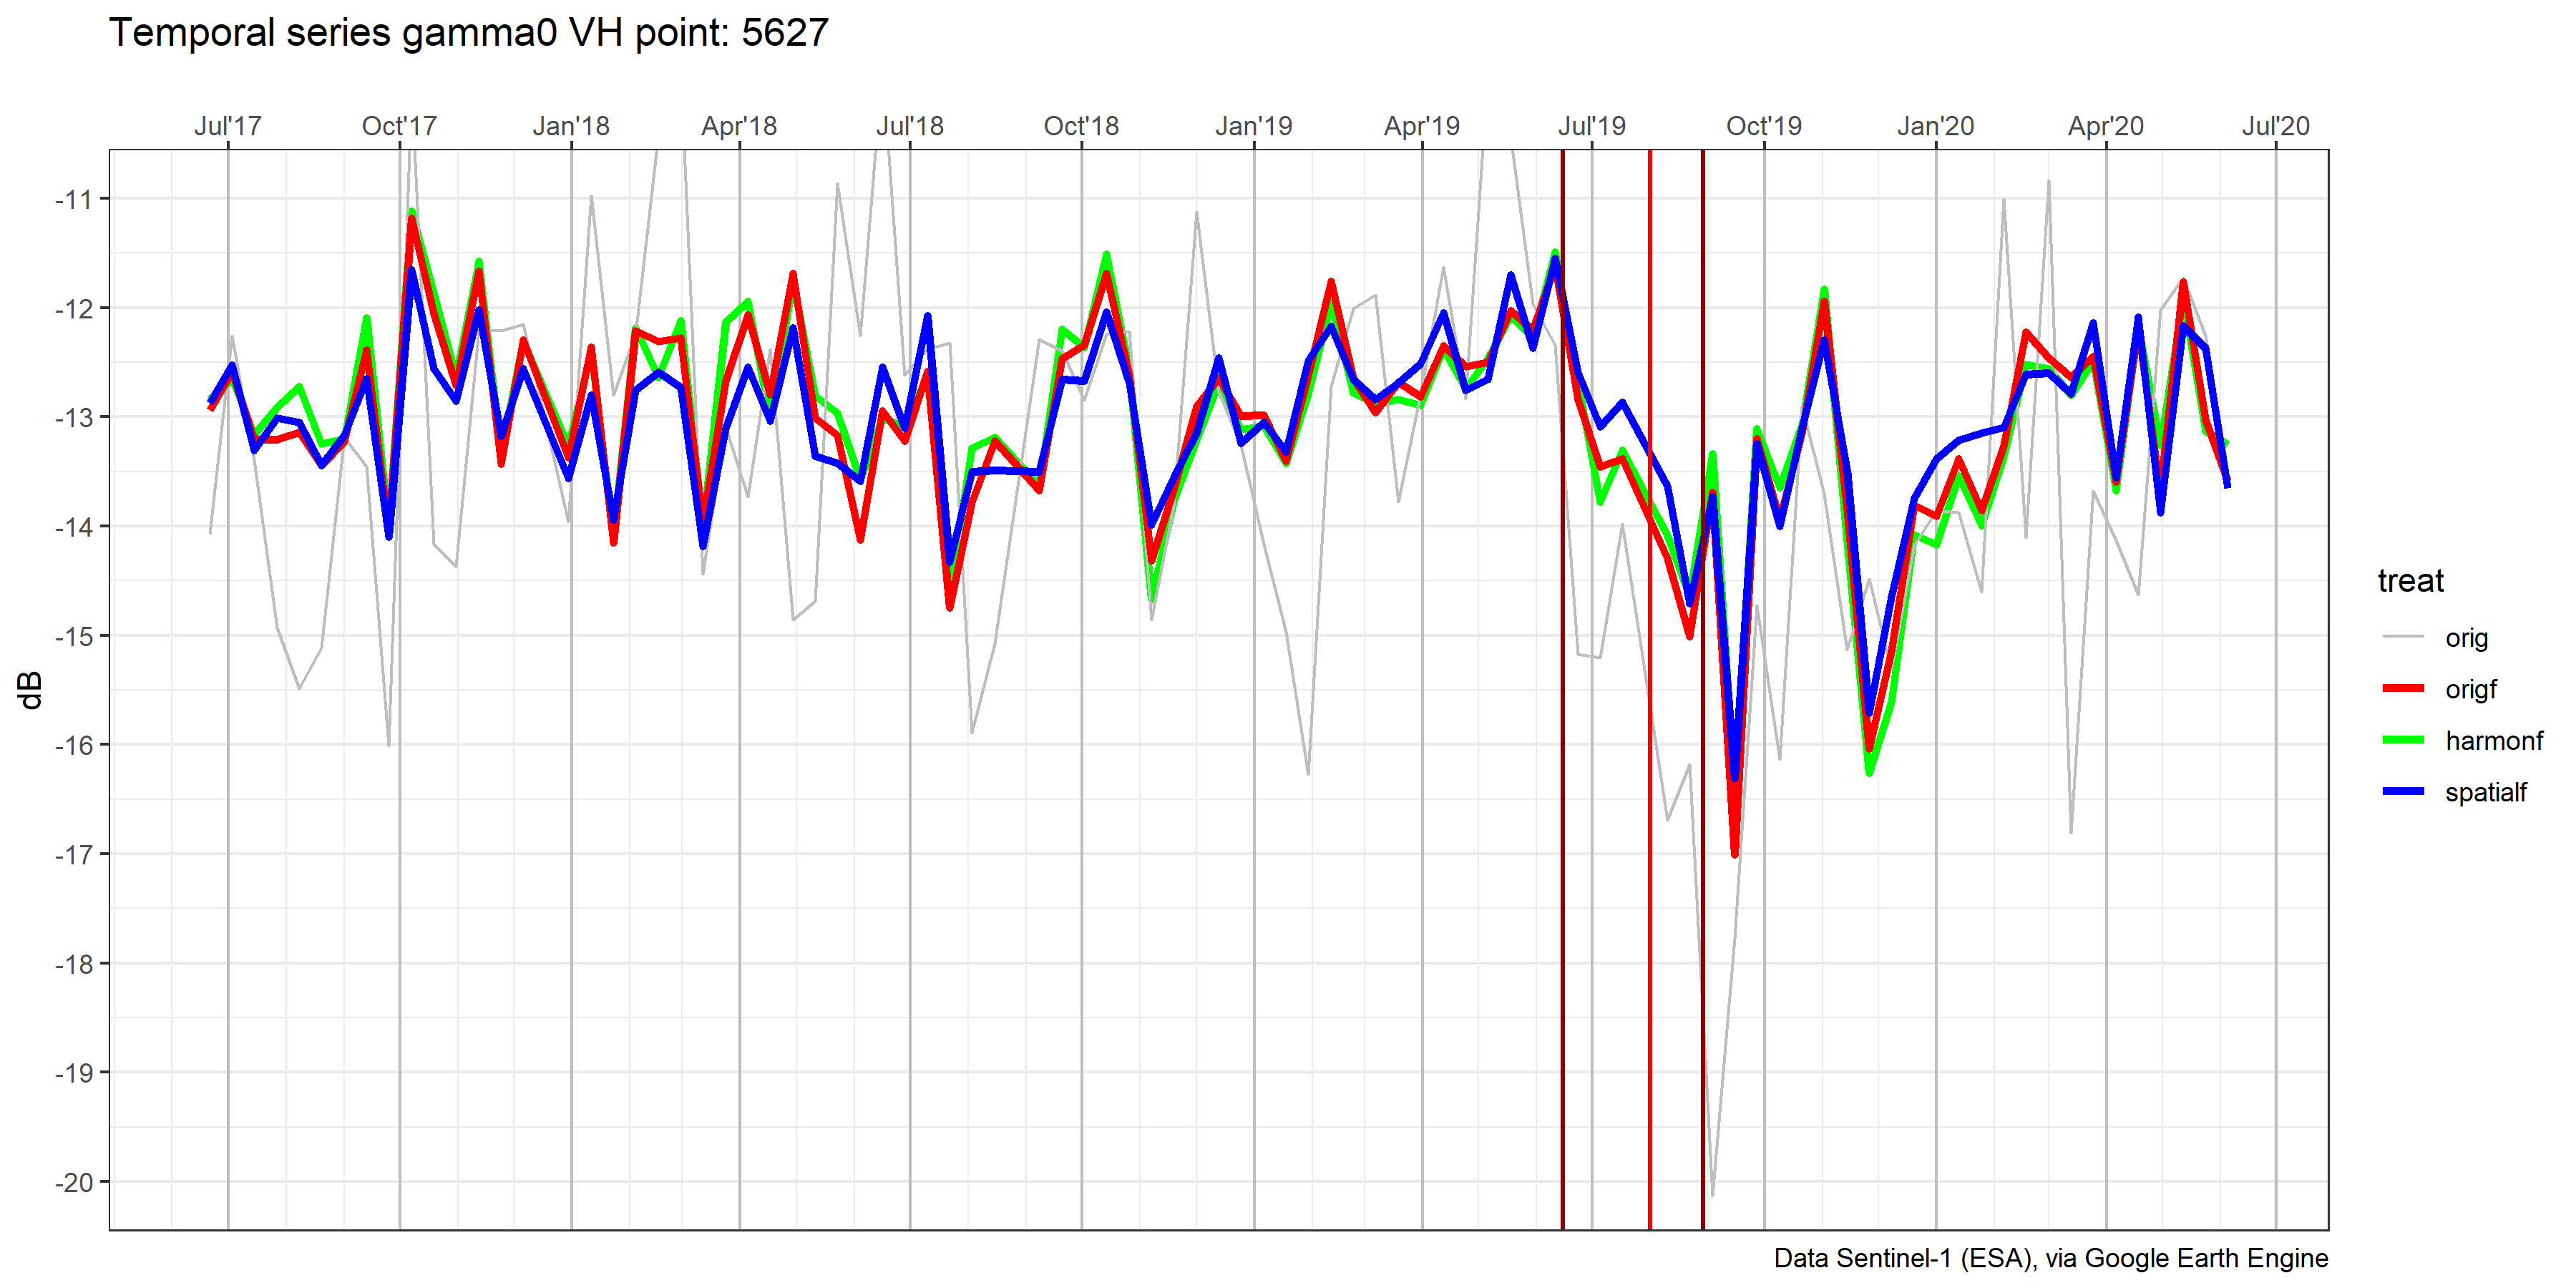 Temporal series gamma0 VH point: 5627
Jul'17 Oct'17 Jan'18 Apr'18 Jul'18 Oct'18 Jan'19 Apr'19 Jul'19 Oct'19 Jan'20 Apr'20 Jul'20
-11
-12
-13
-14
-15
-16
-17
-18
-19
-20
dB
treat
orig
origf
harmonf
spatialf
Data Sentinel-1 (ESA), via Google Earth Engine